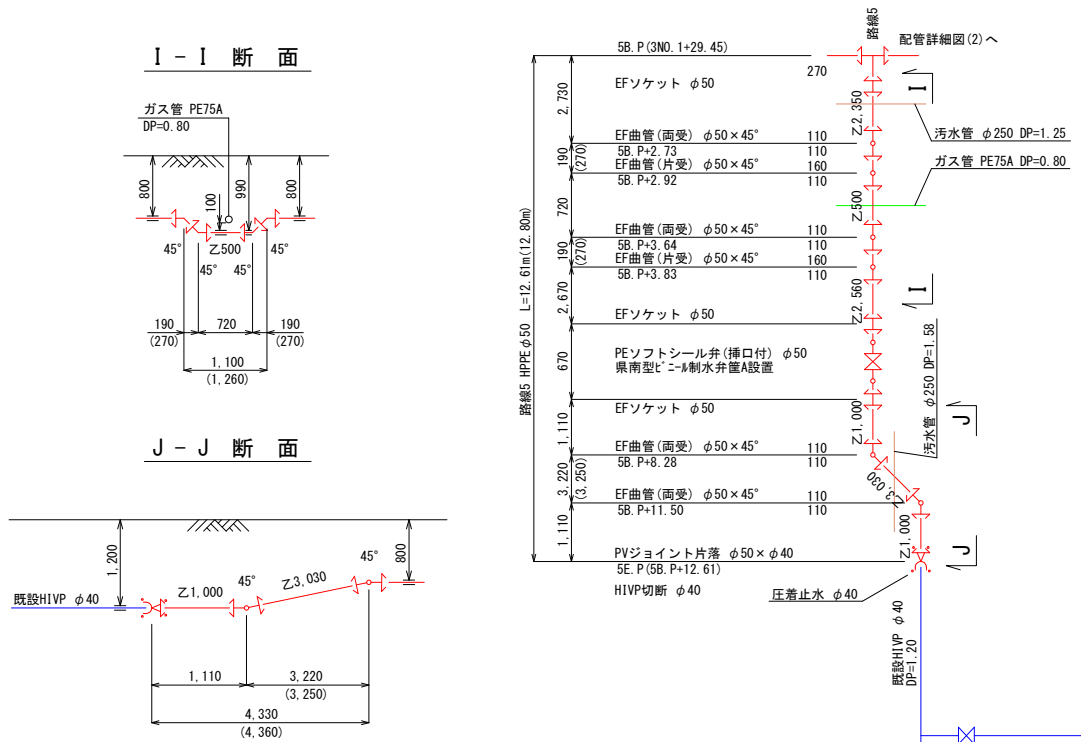 I - I 断 面
ガス管 PE75A
DP=0.80
800
990
100
800
乙500
45°
45°
45°
45°
190
(270)
720
190
(270)
1,100
(1,260)
J - J 断 面
1,200
800
既設HIVP φ40
乙1,000
45°
乙3,030
45°
1,110
3,220
(3,250)
4,330
(4,360)
路線5
配管詳細図(2)へ
5B.P(3NO.1+29.45)
270
EFソケット φ50
2,730
乙2,350
I
汚水管 φ250 DP=1.25
EF曲管(両受) φ50×45°
110
5B.P+2.73
110
190
(270)
EF曲管(片受) φ50×45°
160
5B.P+2.92
110
ガス管 PE75A DP=0.80
720
乙500
EF曲管(両受) φ50×45°
110
5B.P+3.64
110
190
(270)
EF曲管(片受) φ50×45°
160
5B.P+3.83
110
路線5 HPPEφ50 L=12.61m(12.80m)
2,670
乙2,560
I
EFソケット φ50
670
PEソフトシール弁(挿口付) φ50
県南型ビニール制水弁筐A設置
汚水管 φ250 DP=1.58
EFソケット φ50
1,110
乙1,000
J
EF曲管(両受) φ50×45°
110
5B.P+8.28
110
3,220
(3,250)
乙3,030
EF曲管(両受) φ50×45°
110
5B.P+11.50
110
1,110
乙1,000
J
PVジョイント片落 φ50×φ40
5E.P(5B.P+12.61)
HIVP切断 φ40
圧着止水 φ40
既設HIVP φ40
DP=1.20